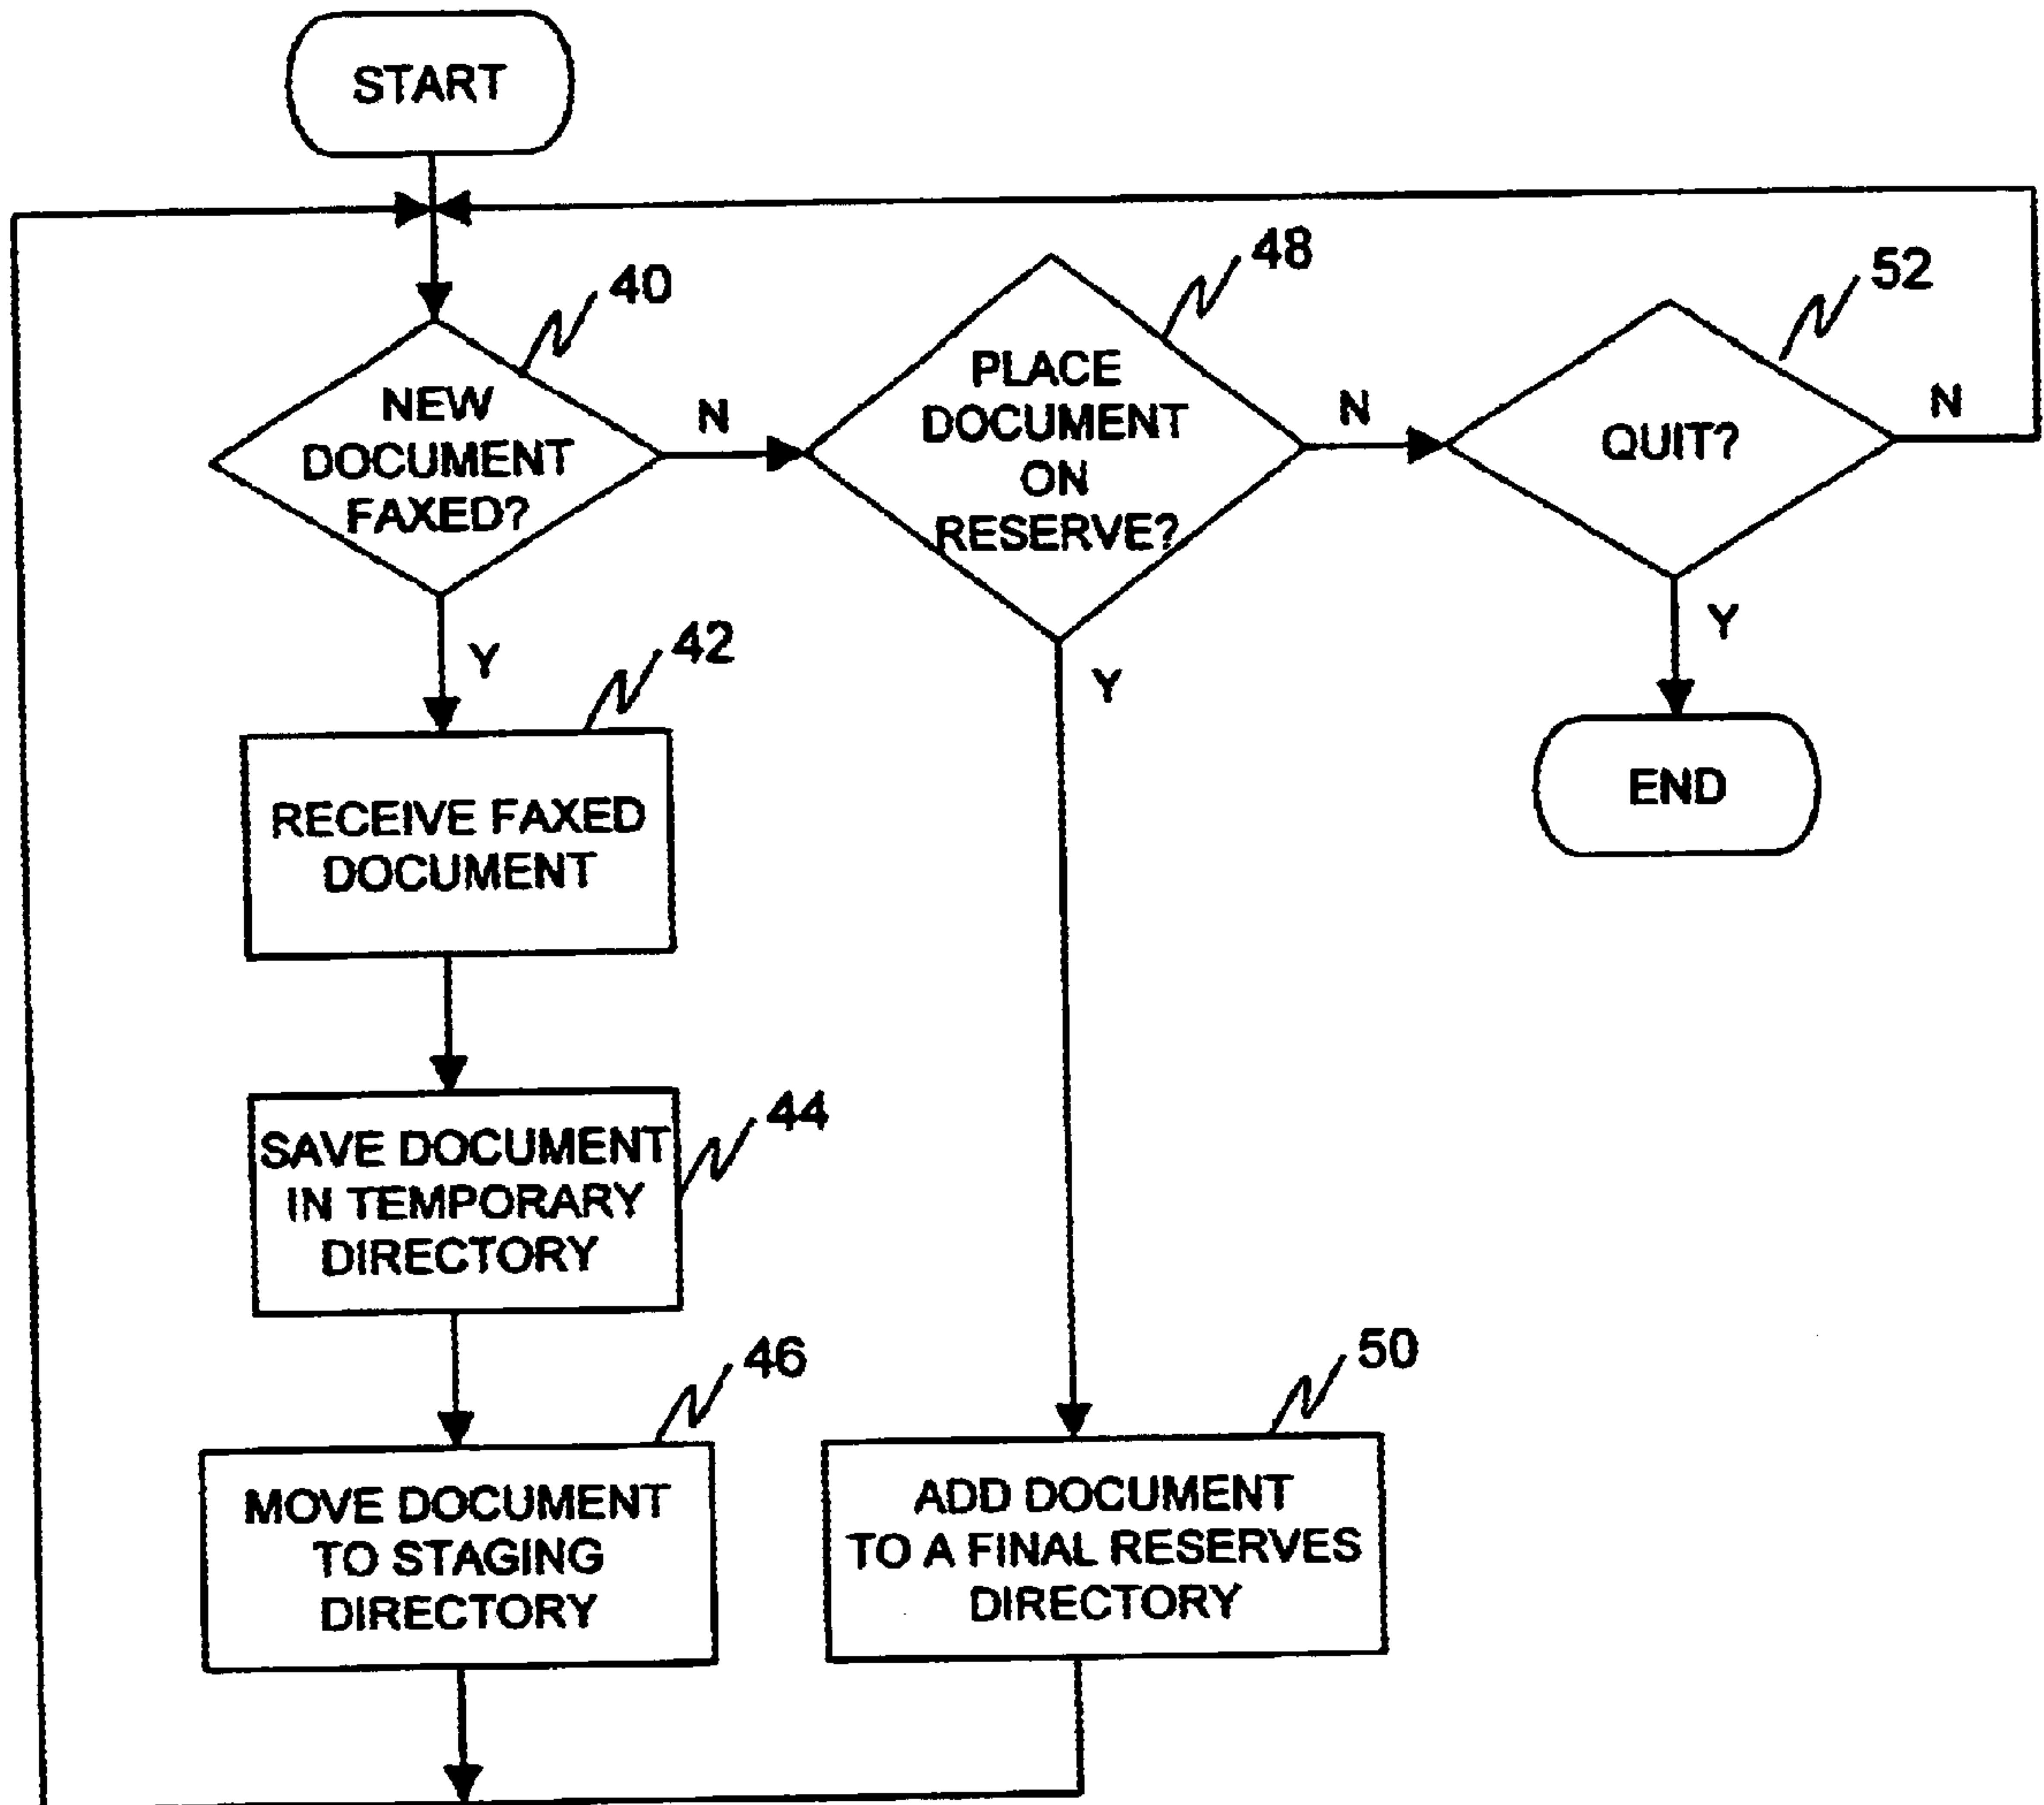 START
40
NEW
DOCUMENT
FAXED?
N
Y
48
PLACE
DOCUMENT
ON
RESERVE?
N
Y
52
QUIT?
N
Y
END
42
RECEIVE FAXED
DOCUMENT
44
SAVE DOCUMENT
IN TEMPORARY
DIRECTORY
46
MOVE DOCUMENT
TO STAGING
DIRECTORY
50
ADD DOCUMENT
TO A FINAL RESERVES
DIRECTORY